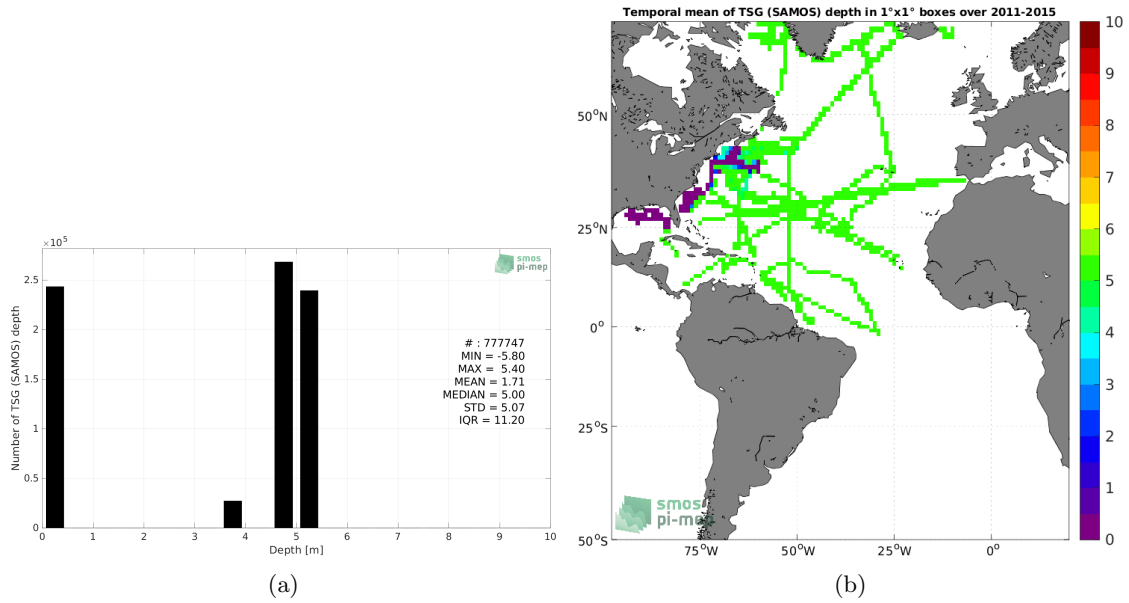 ×10⁵
2.5
2
1.5
1
0.5
0
0 1 2 3 4 5 6 7 8 9 10
Number of TSG (SAMOS) depth
Depth [m]
smos
pi-mep
# : 777747
MIN = -5.80
MAX = 5.40
MEAN = 1.71
MEDIAN = 5.00
STD = 5.07
IQR = 11.20
(a)
Temporal mean of TSG (SAMOS) depth in 1°x1° boxes over 2011-2015
50°N
25°N
0°
25°S
50°S
75°W 50°W 25°W 0°
smos
pi-mep
10
9
8
7
6
5
4
3
2
1
0
(b)